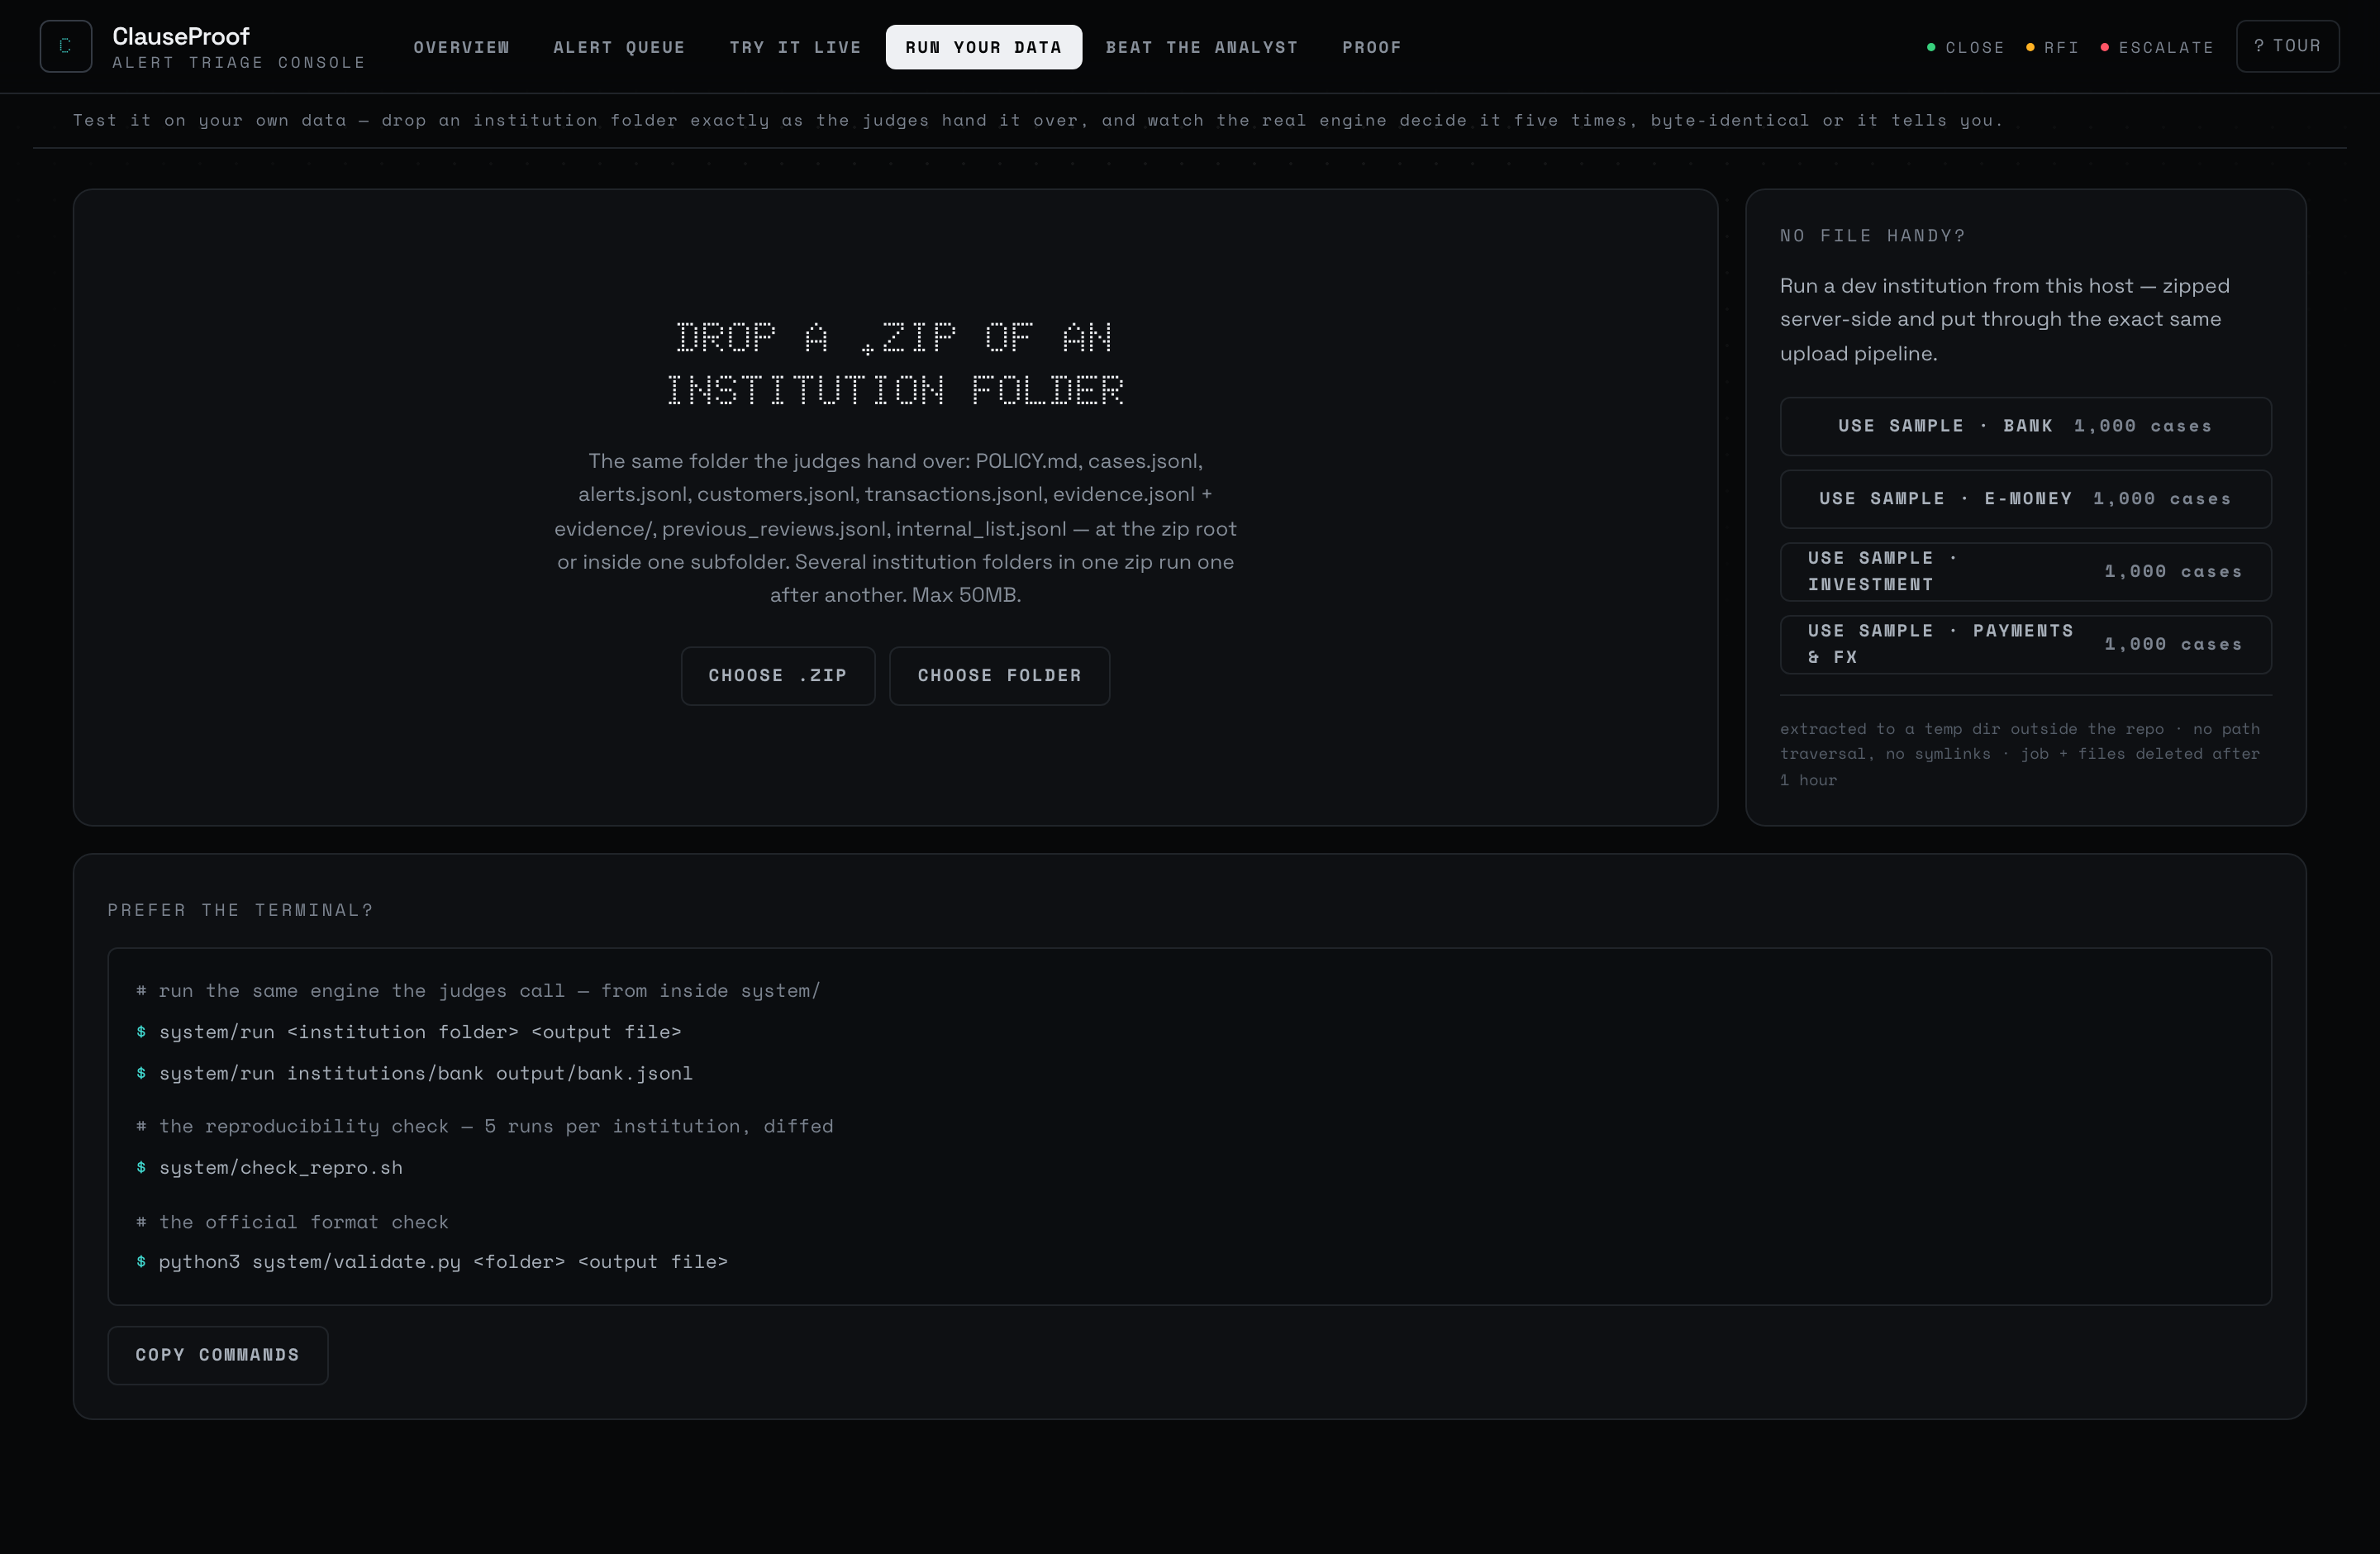 C
ClauseProof
ALERT TRIAGE CONSOLE
OVERVIEW
ALERT QUEUE
TRY IT LIVE
RUN YOUR DATA
BEAT THE ANALYST
PROOF
CLOSE
RFI
ESCALATE
? TOUR
Test it on your own data — drop an institution folder exactly as the judges hand it over, and watch the real engine decide it five times, byte-identical or it tells you.
DROP A .ZIP OF AN
INSTITUTION FOLDER
The same folder the judges hand over: POLICY.md, cases.jsonl,
alerts.jsonl, customers.jsonl, transactions.jsonl, evidence.jsonl +
evidence/, previous_reviews.jsonl, internal_list.jsonl — at the zip root
or inside one subfolder. Several institution folders in one zip run one
after another. Max 50MB.
CHOOSE .ZIP
CHOOSE FOLDER
NO FILE HANDY?
Run a dev institution from this host — zipped
server-side and put through the exact same
upload pipeline.
USE SAMPLE · BANK 1,000 cases
USE SAMPLE · E-MONEY 1,000 cases
USE SAMPLE ·
INVESTMENT
1,000 cases
USE SAMPLE · PAYMENTS
& FX
1,000 cases
extracted to a temp dir outside the repo · no path
traversal, no symlinks · job + files deleted after
1 hour
PREFER THE TERMINAL?
# run the same engine the judges call — from inside system/
$ system/run <institution folder> <output file>
$ system/run institutions/bank output/bank.jsonl
# the reproducibility check — 5 runs per institution, diffed
$ system/check_repro.sh
# the official format check
$ python3 system/validate.py <folder> <output file>
COPY COMMANDS